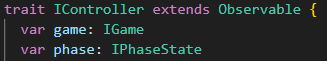 trait IController extends Observable {
  var game: IGame
  var phase: IPhaseState